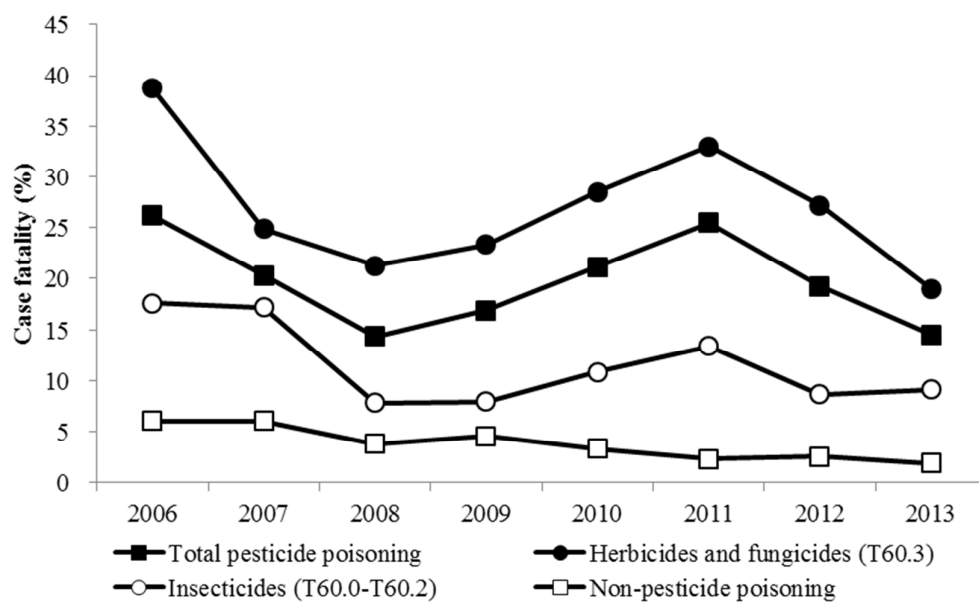 45
40
35
30
25
20
15
10
5
0
Case fatality (%)
2006 2007 2008 2009 2010 2011 2012 2013
Total pesticide poisoning Herbicides and fungicides (T60.3)
Insecticides (T60.0-T60.2) Non-pesticide poisoning